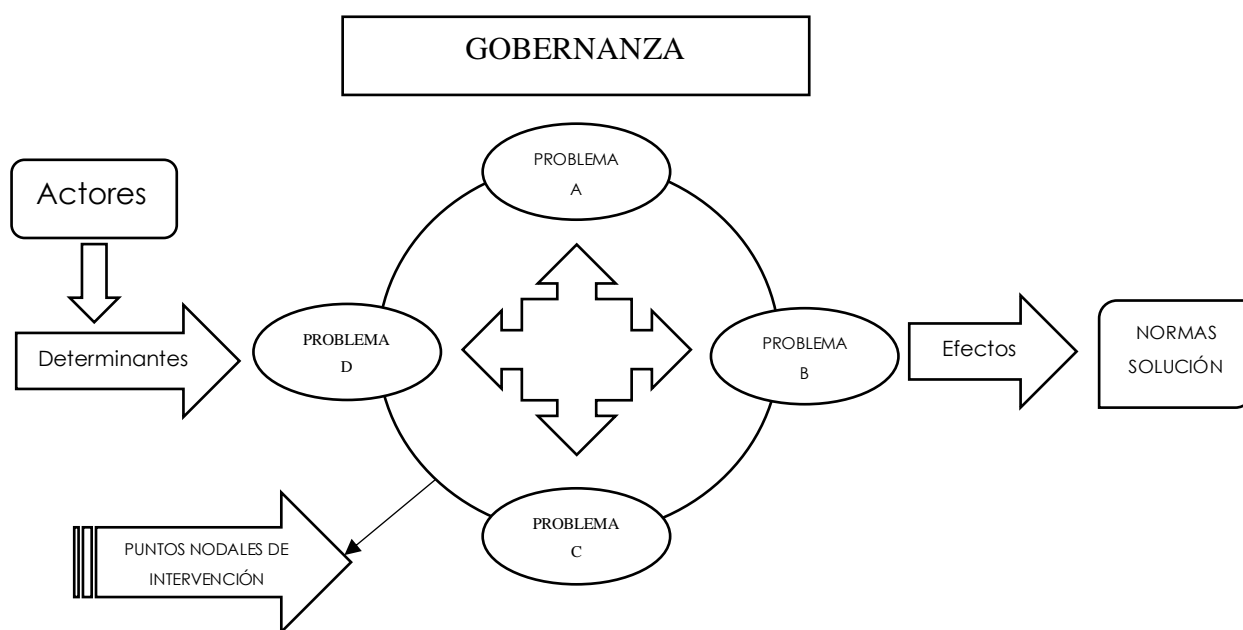 GOBERNANZA
PROBLEMA
A
Actores
Determinantes
PROBLEMA
D
PROBLEMA
B
Efectos
NORMAS
SOLUCIÓN
PROBLEMA
C
PUNTOS NODALES DE
INTERVENCIÓN